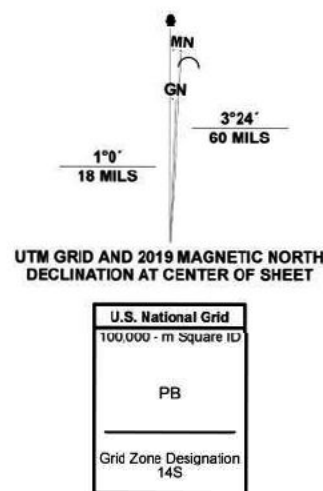 MN
GN
3°24´
60 MILS
1°0´
18 MILS
UTM GRID AND 2019 MAGNETIC NORTH
DECLINATION AT CENTER OF SHEET
U.S. National Grid
100,000 - m Square ID
PB
Grid Zone Designation
14S